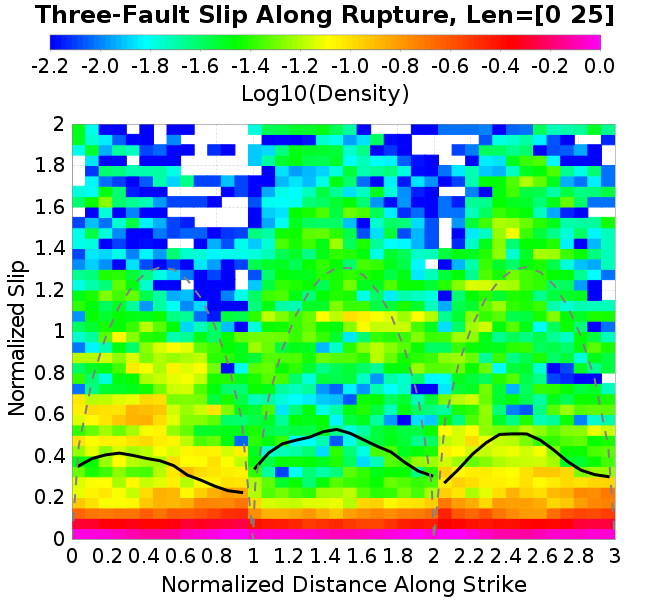 Three-Fault Slip Along Rupture, Len=[0 25]
-2.2 -2.0 -1.8 -1.6 -1.4 -1.2 -1.0 -0.8 -0.6 -0.4 -0.2 0.0
Log10(Density)
2
1.8
1.6
1.4
1.2
1
0.8
0.6
0.4
0.2
0
Normalized Slip
0 0.2 0.4 0.6 0.8 1 1.2 1.4 1.6 1.8 2 2.2 2.4 2.6 2.8 3
Normalized Distance Along Strike